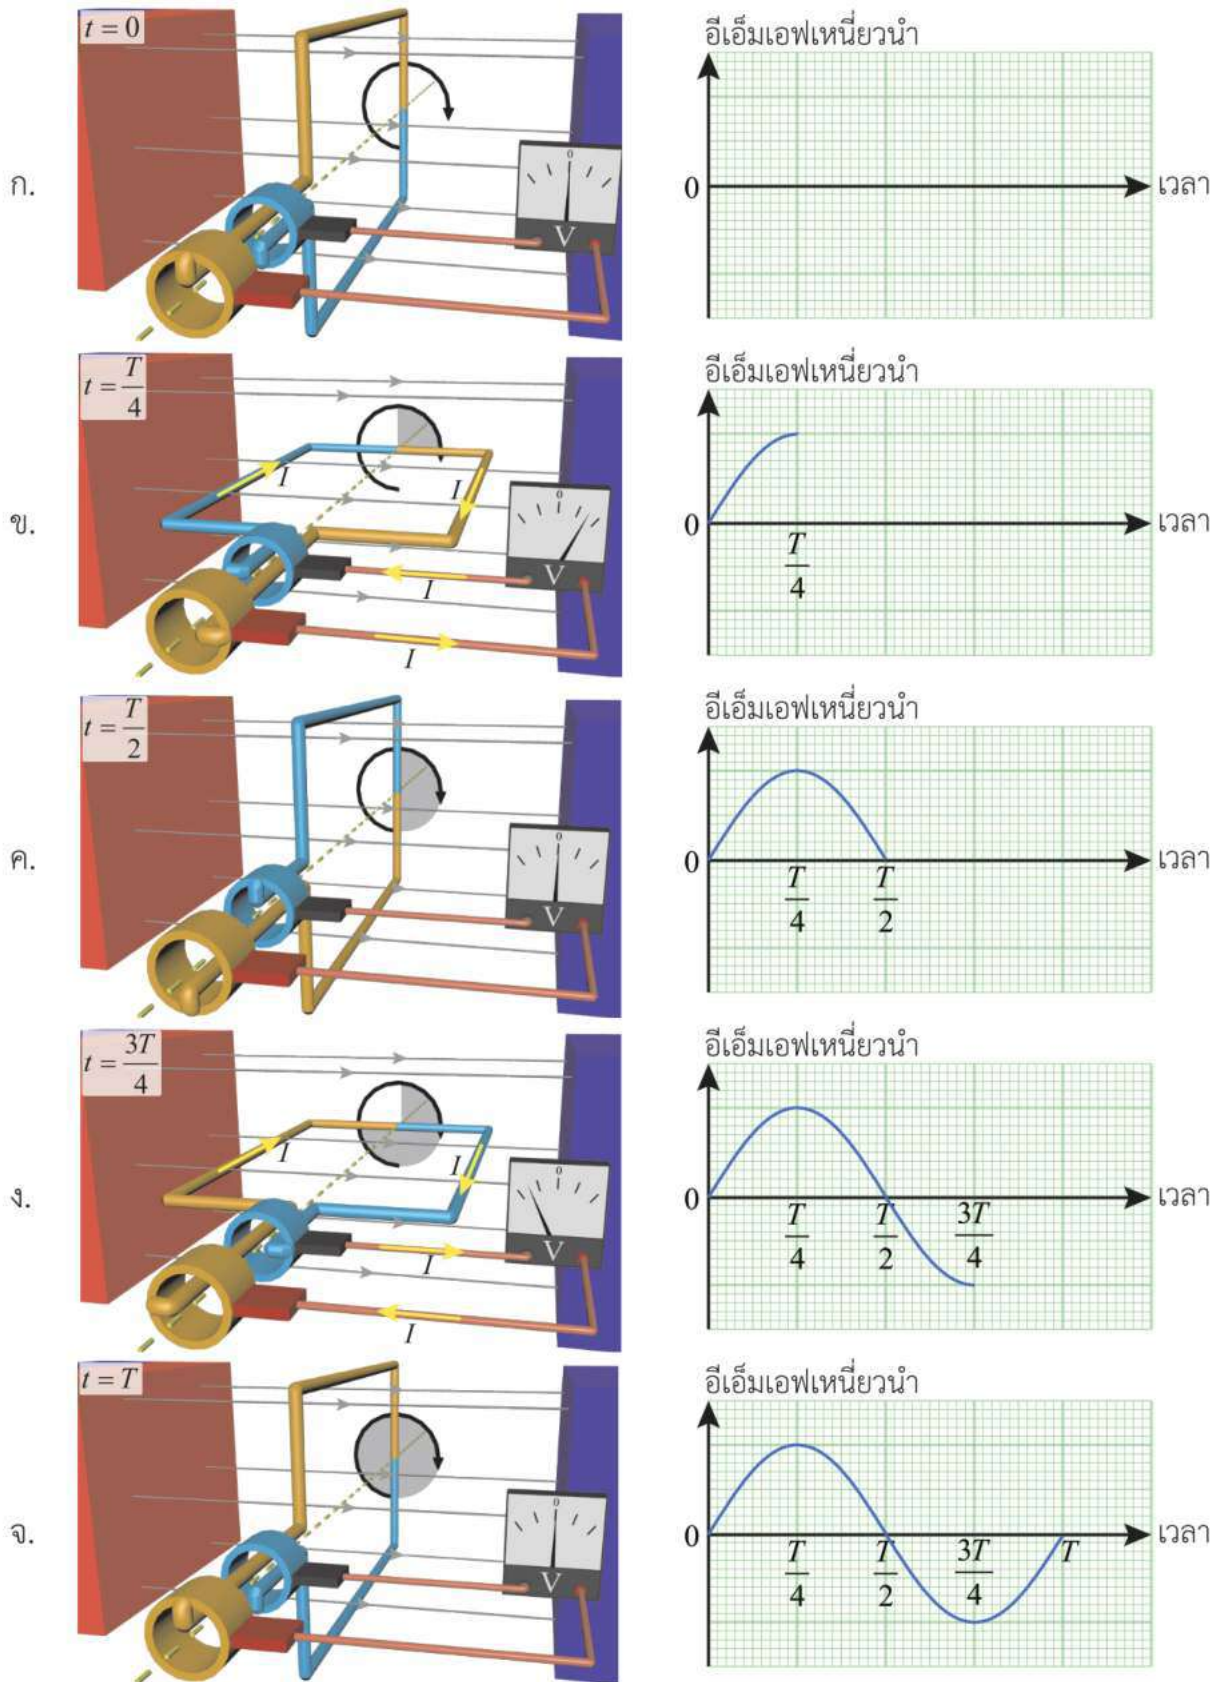 t = 0
อีเอ็มเอฟเหนี่ยวนำ
ก.
0
V
0
เวลา
t = T/4
อีเอ็มเอฟเหนี่ยวนำ
I
I
ข.
0
V
I
I
0
เวลา
T/4
t = T/2
อีเอ็มเอฟเหนี่ยวนำ
ค.
0
V
0
เวลา
T/4
T/2
t = 3T/4
อีเอ็มเอฟเหนี่ยวนำ
I
I
ง.
0
V
I
I
0
เวลา
T/4
T/2
3T/4
t = T
อีเอ็มเอฟเหนี่ยวนำ
จ.
0
V
0
เวลา
T/4
T/2
3T/4
T